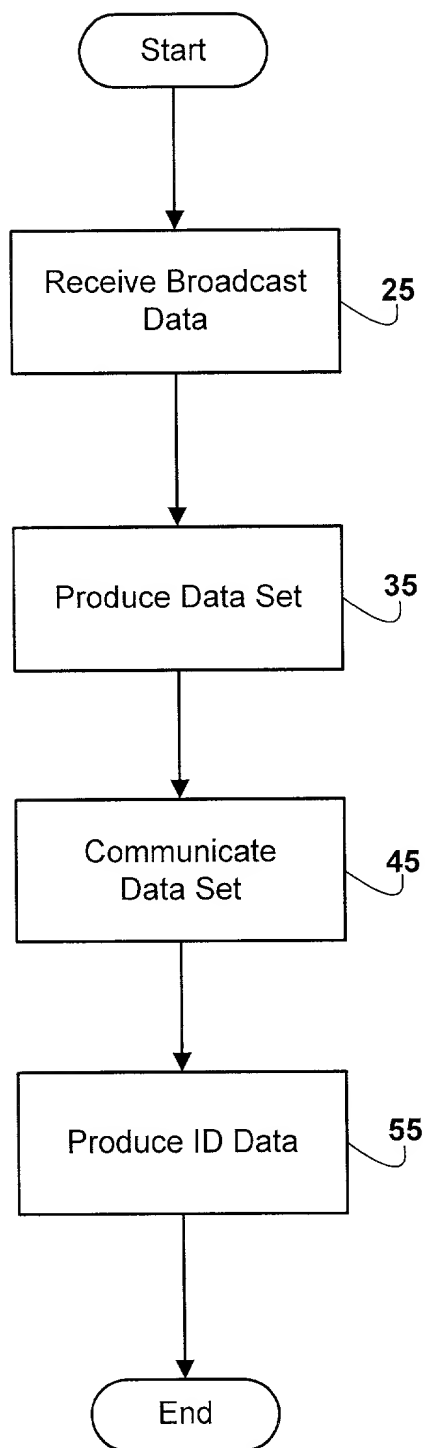 Start
Receive Broadcast
Data
25
Produce Data Set
35
Communicate
Data Set
45
Produce ID Data
55
End